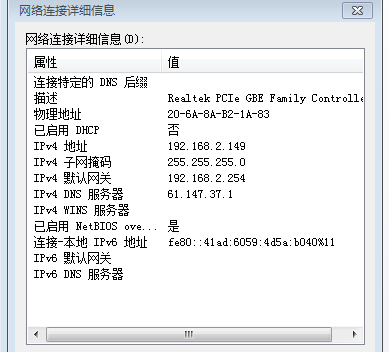 网络连接详细信息
网络连接详细信息(D):
属性 值
连接特定的 DNS 后缀
描述 Realtek PCIe GBE Family Controlle
物理地址 20-6A-8A-B2-1A-83
已启用 DHCP 否
IPv4 地址 192.168.2.149
IPv4 子网掩码 255.255.255.0
IPv4 默认网关 192.168.2.254
IPv4 DNS 服务器 61.147.37.1
IPv4 WINS 服务器
已启用 NetBIOS ove... 是
连接-本地 IPv6 地址 fe80::41ad:6059:4d5a:b040%11
IPv6 默认网关
IPv6 DNS 服务器